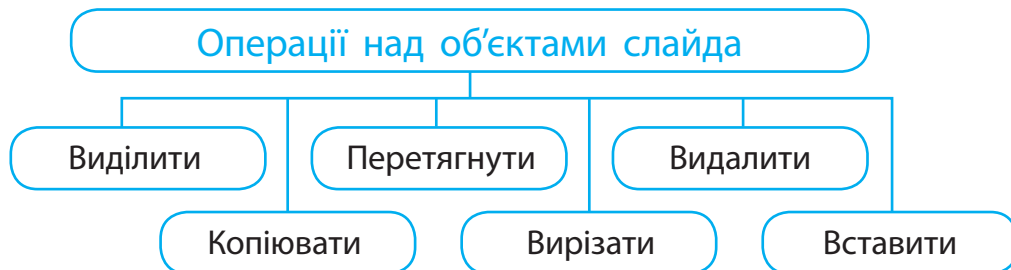 Операції над об’єктами слайда
Виділити
Перетягнути
Видалити
Копіювати
Вирізати
Вставити